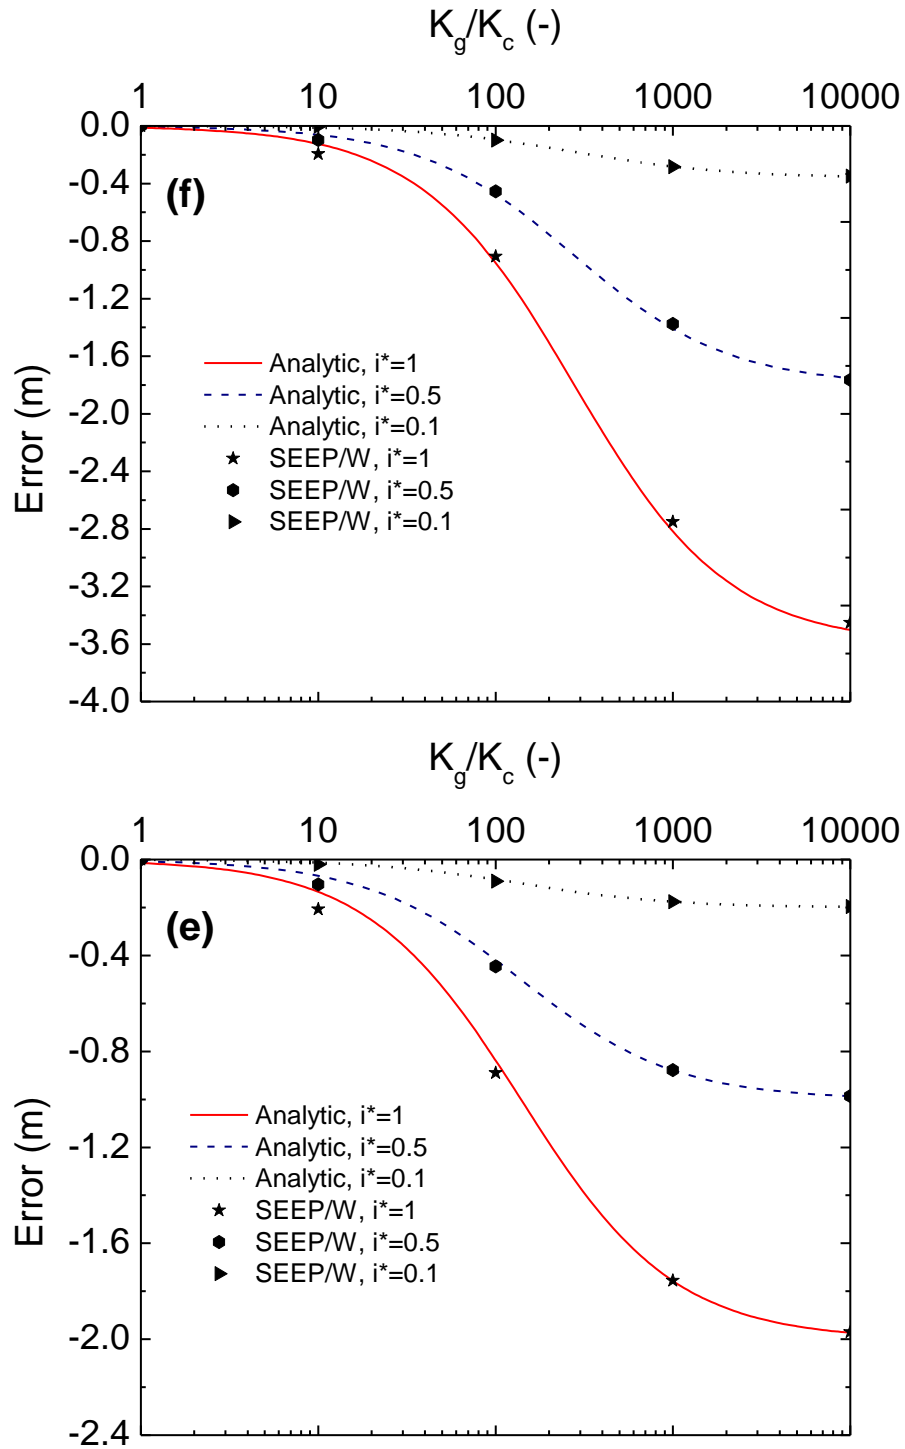 K_g/K_c (-)
1 10 100 1000 10000
0.0
-0.4
-0.8
-1.2
-1.6
-2.0
-2.4
-2.8
-3.2
-3.6
-4.0
Error (m)
(f)
Analytic, i*=1
Analytic, i*=0.5
Analytic, i*=0.1
SEEP/W, i*=1
SEEP/W, i*=0.5
SEEP/W, i*=0.1
K_g/K_c (-)
1 10 100 1000 10000
0.0
-0.4
-0.8
-1.2
-1.6
-2.0
-2.4
Error (m)
(e)
Analytic, i*=1
Analytic, i*=0.5
Analytic, i*=0.1
SEEP/W, i*=1
SEEP/W, i*=0.5
SEEP/W, i*=0.1